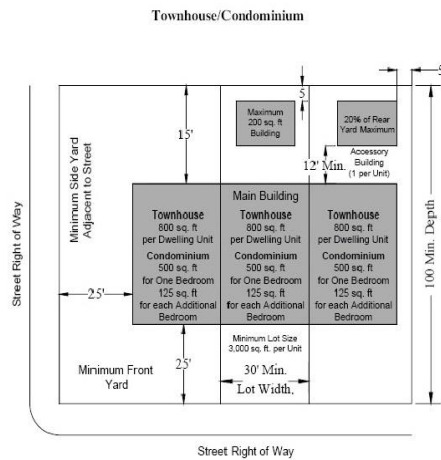 Townhouse/Condominium
5
5
Maximum
200 sq. ft
Building
20% of Rear
Yard Maximum
15'
12' Min.
Accessory
Building
(1 per Unit)
Minimum Side Yard
Adjacent to Street
Street Right of Way
100 Min. Depth
Main Building
Townhouse
800 sq. ft
per Dwelling Unit
Condominium
500 sq. ft
for One Bedroom
125 sq. ft
for each Additional
Bedroom
Townhouse
800 sq. ft
per Dwelling Unit
Condominium
500 sq. ft
for One Bedroom
125 sq. ft
for each Additional
Bedroom
Townhouse
800 sq. ft
per Dwelling Unit
Condominium
500 sq. ft
for One Bedroom
125 sq. ft
for each Additional
Bedroom
25'
25'
Minimum Front
Yard
Minimum Lot Size
3,000 sq. ft. per Unit
30' Min.
Lot Width,
Street Right of Way